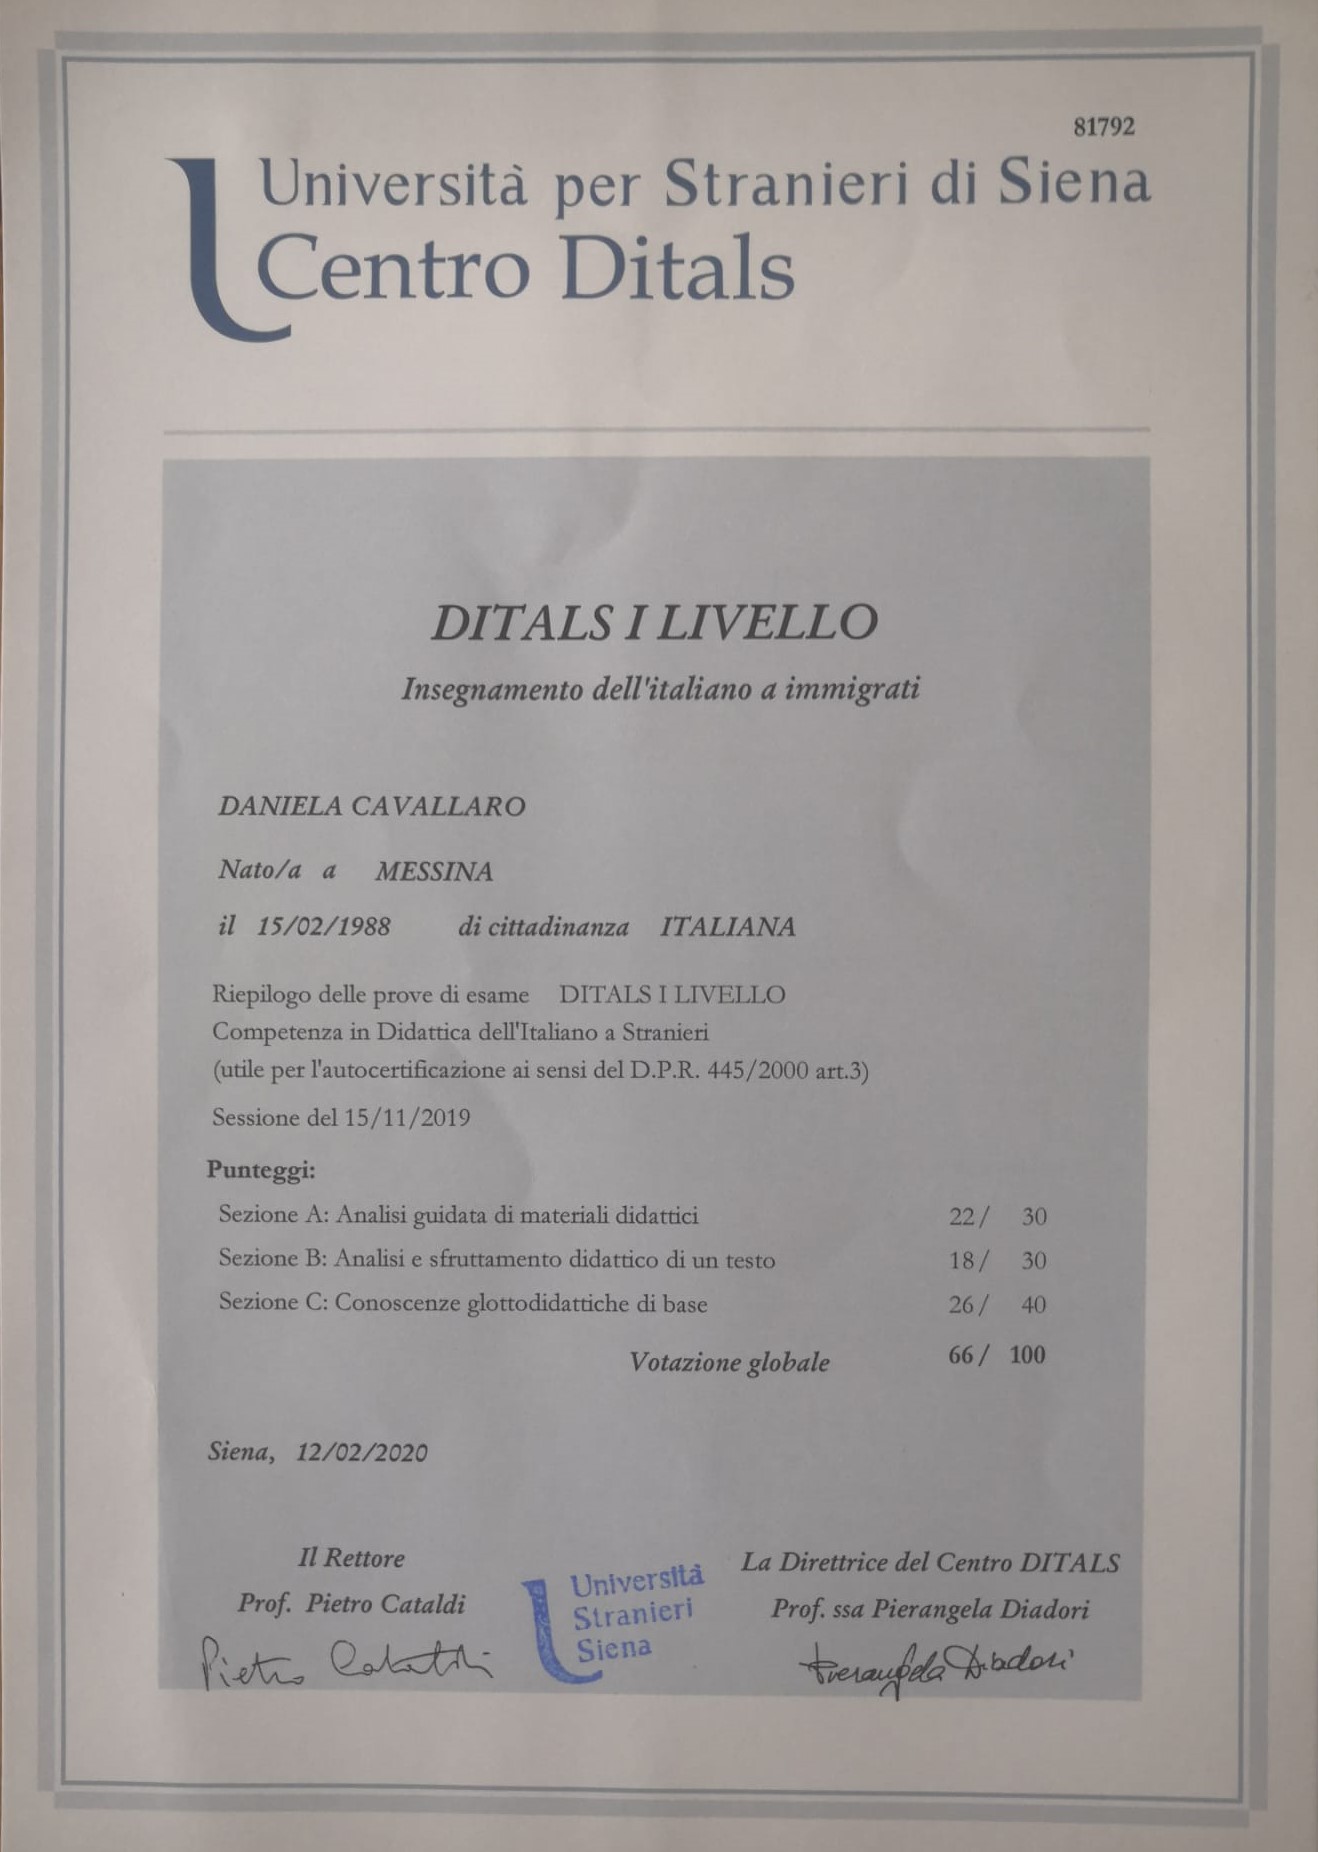 81792
Università per Stranieri di Siena
Centro Ditals
DITALS I LIVELLO
Insegnamento dell'italiano a immigrati
DANIELA CAVALLARO
Nato/a a MESSINA
il 15/02/1988 di cittadinanza ITALIANA
Riepilogo delle prove di esame DITALS I LIVELLO
Competenza in Didattica dell'Italiano a Stranieri
(utile per l'autocertificazione ai sensi del D.P.R. 445/2000 art.3)
Sessione del 15/11/2019
Punteggi:
Sezione A: Analisi guidata di materiali didattici 22/ 30
Sezione B: Analisi e sfruttamento didattico di un testo 18/ 30
Sezione C: Conoscenze glottodidattiche di base 26/ 40
Votazione globale 66/ 100
Siena, 12/02/2020
Il Rettore
Prof. Pietro Cataldi
Pietro Cataldi
Università
Stranieri
Siena
La Direttrice del Centro DITALS
Prof. ssa Pierangela Diadori
Pierangela Diadori